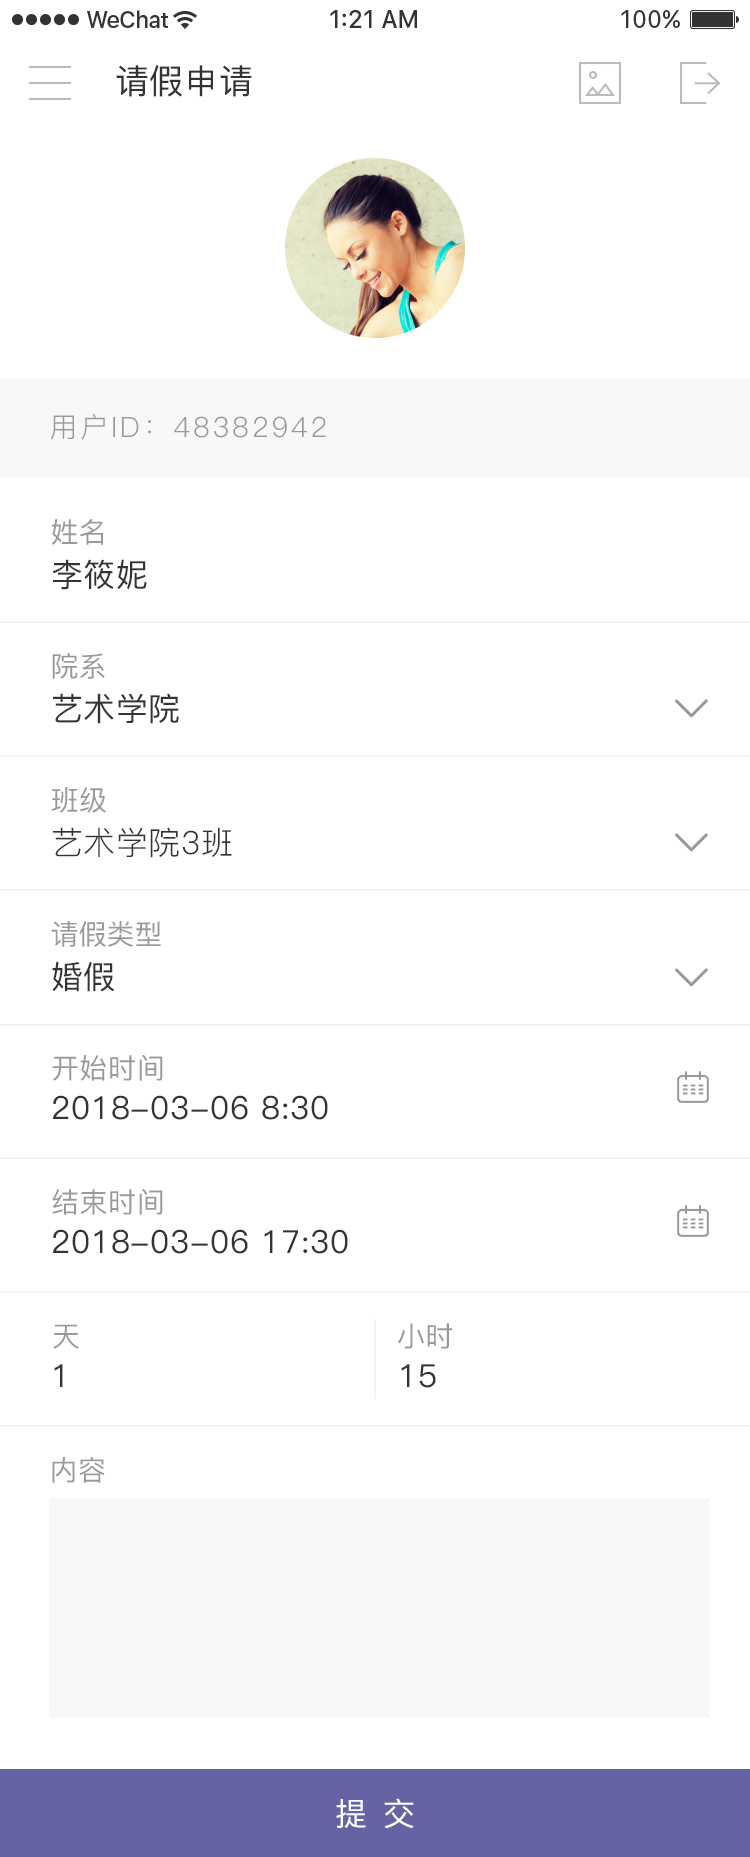 WeChat 1:21 AM 100%
请假申请
用户ID：48382942
姓名
李筱妮
院系
艺术学院
班级
艺术学院3班
请假类型
婚假
开始时间
2018-03-06 8:30
结束时间
2018-03-06 17:30
天 小时
1 15
内容
提 交